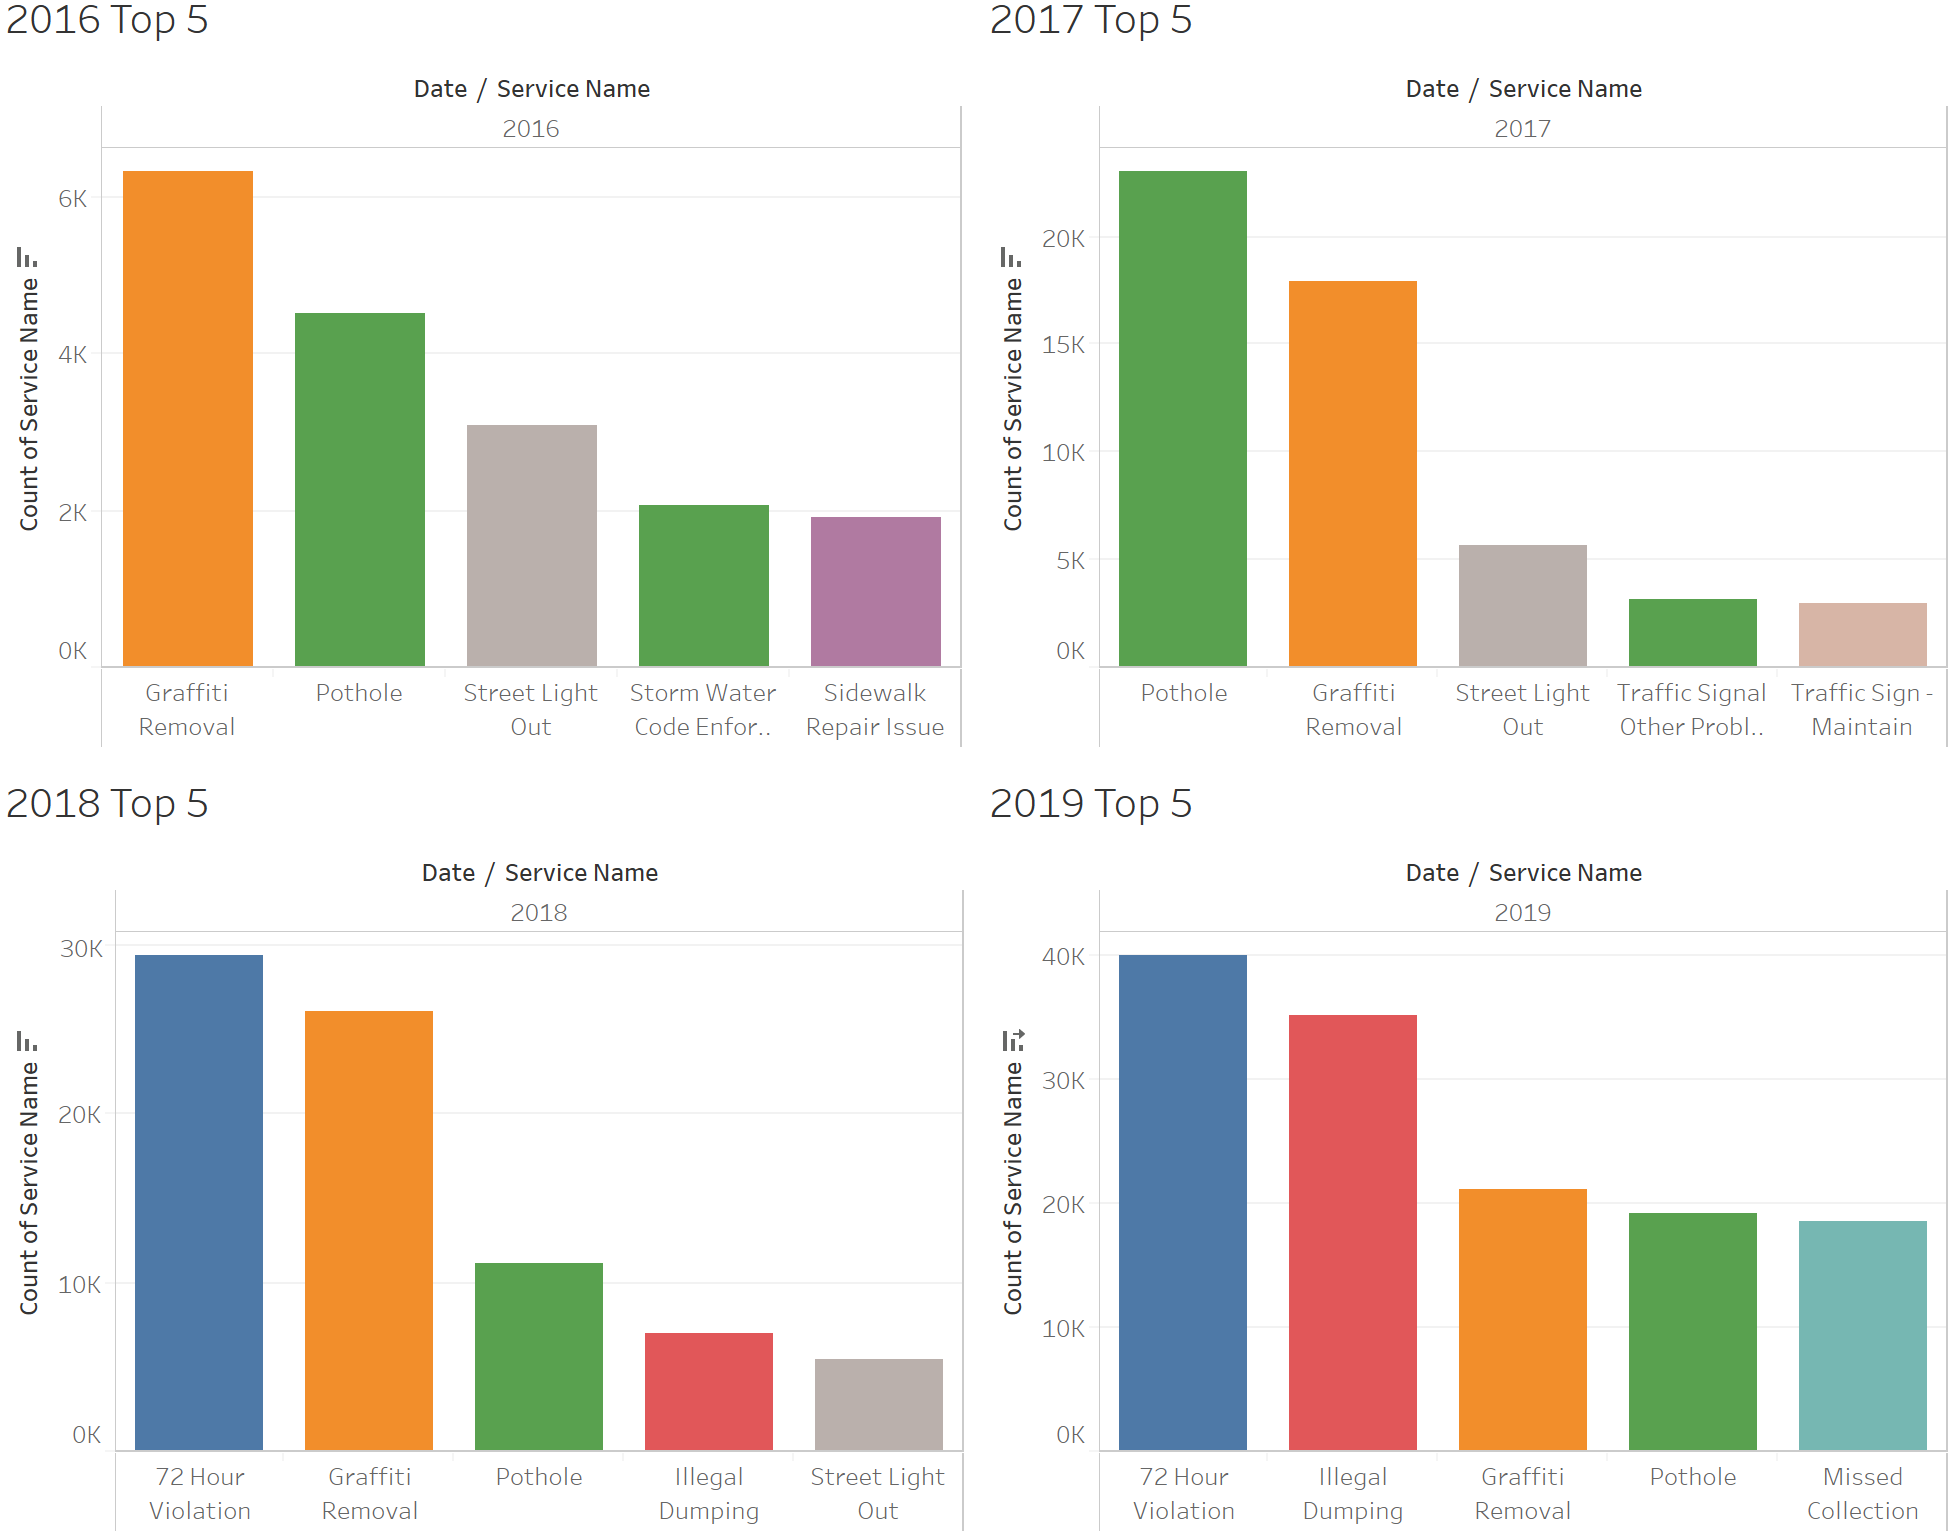 2016 Top 5
Date / Service Name
2016
6K
4K
2K
0K
Count of Service Name
Graffiti Removal
Pothole
Street Light Out
Storm Water Code Enfor..
Sidewalk Repair Issue
2017 Top 5
Date / Service Name
2017
20K
15K
10K
5K
0K
Count of Service Name
Pothole
Graffiti Removal
Street Light Out
Traffic Signal Other Probl..
Traffic Sign - Maintain
2018 Top 5
Date / Service Name
2018
30K
20K
10K
0K
Count of Service Name
72 Hour Violation
Graffiti Removal
Pothole
Illegal Dumping
Street Light Out
2019 Top 5
Date / Service Name
2019
40K
30K
20K
10K
0K
Count of Service Name
72 Hour Violation
Illegal Dumping
Graffiti Removal
Pothole
Missed Collection